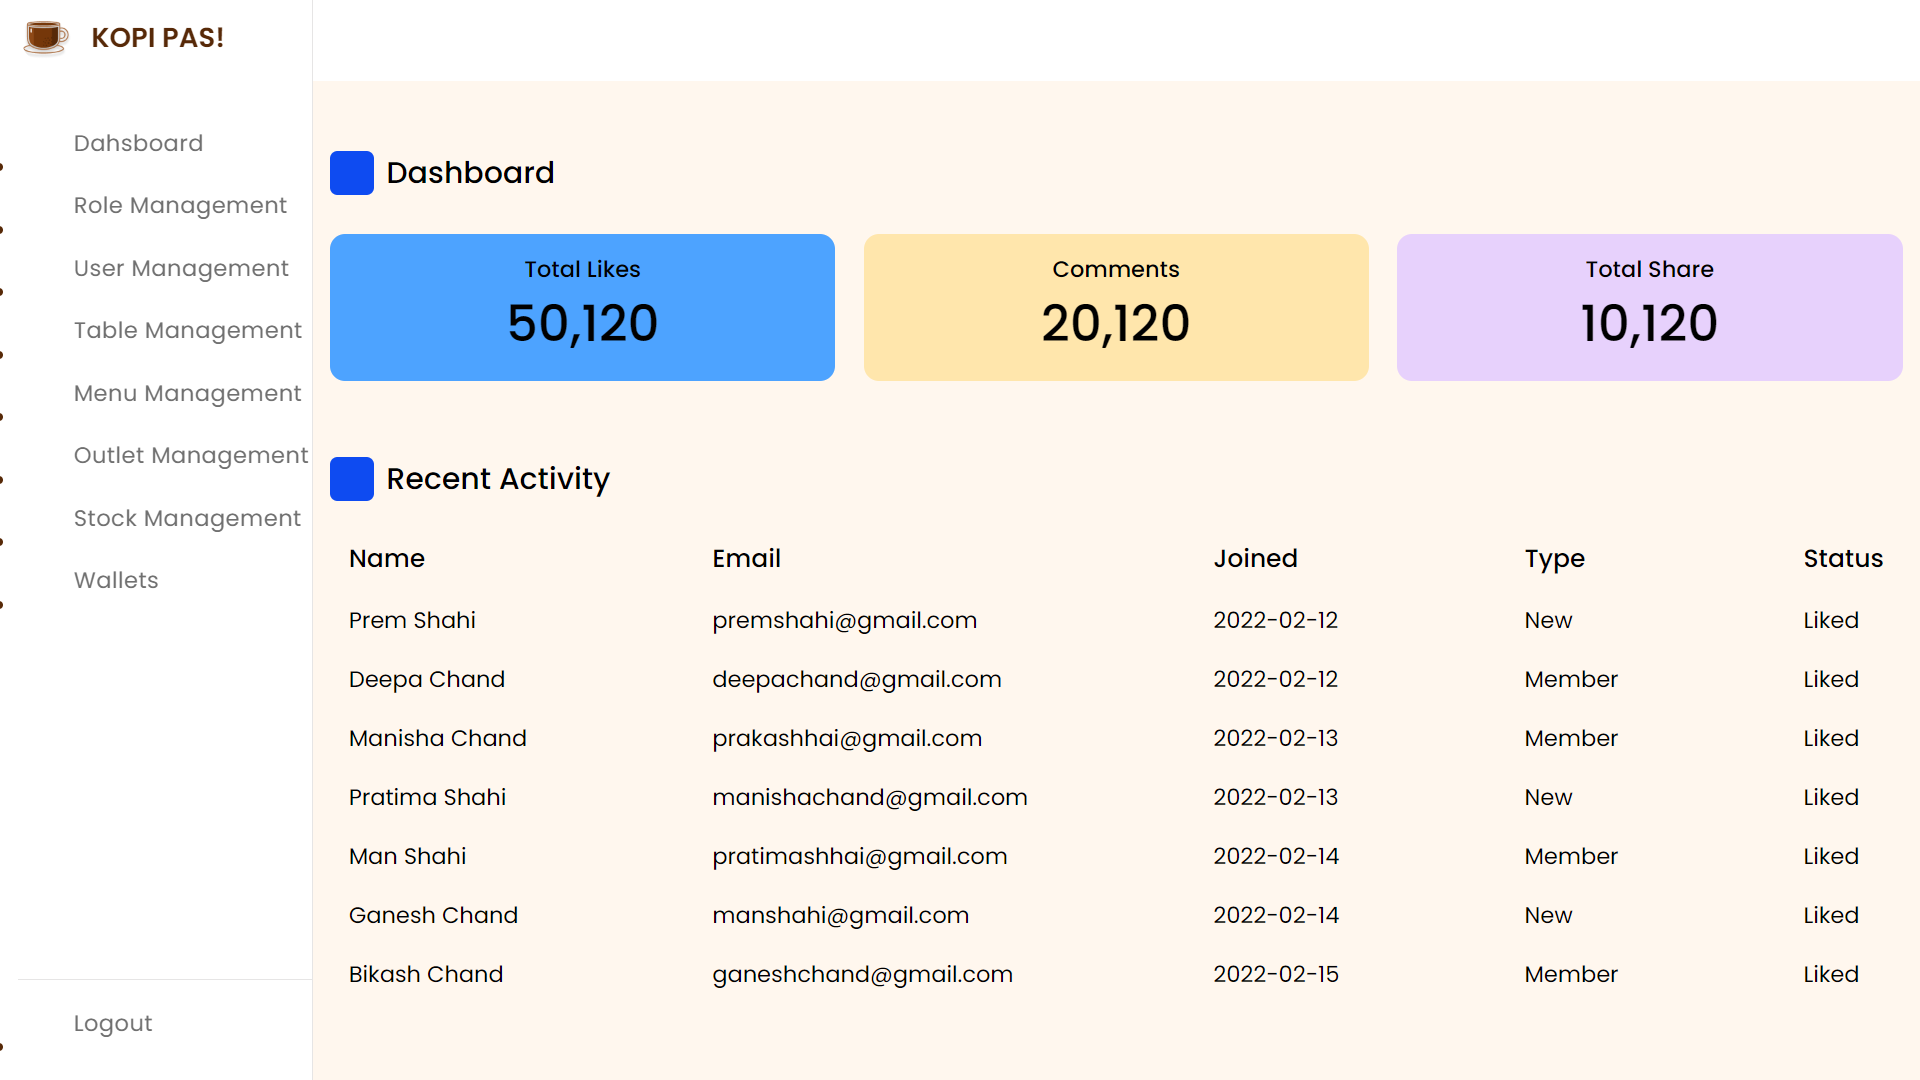 KOPI PAS!
Dahsboard
Role Management
User Management
Table Management
Menu Management
Outlet Management
Stock Management
Wallets
Logout
Dashboard
Total Likes
50,120
Comments
20,120
Total Share
10,120
Recent Activity
Name Email Joined Type Status
Prem Shahi premshahi@gmail.com 2022-02-12 New Liked
Deepa Chand deepachand@gmail.com 2022-02-12 Member Liked
Manisha Chand prakashhai@gmail.com 2022-02-13 Member Liked
Pratima Shahi manishachand@gmail.com 2022-02-13 New Liked
Man Shahi pratimashhai@gmail.com 2022-02-14 Member Liked
Ganesh Chand manshahi@gmail.com 2022-02-14 New Liked
Bikash Chand ganeshchand@gmail.com 2022-02-15 Member Liked